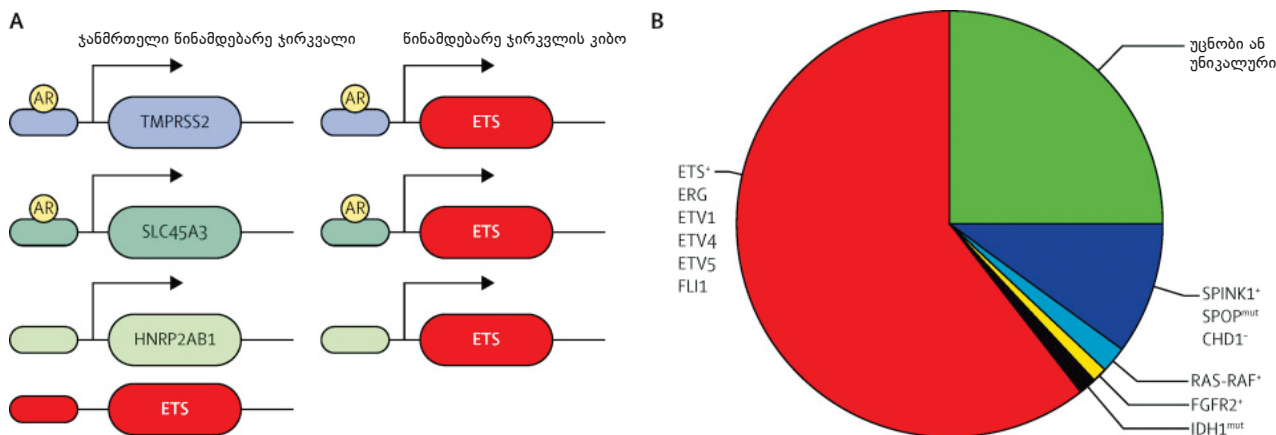 A
ჯანმრთელი წინამდებარე ჯირკვალი
წინამდებარე ჯირკვლის კიბო
AR
TMPRSS2
AR
ETS
AR
SLC45A3
AR
ETS
HNRP2AB1
ETS
ETS
B
უცნობი ან
უნიკალური
ETS⁺
ERG
ETV1
ETV4
ETV5
FLI1
SPINK1⁺
SPOPᵐᵘᵗ
CHD1⁻
RAS-RAF⁺
FGFR2⁺
IDH1ᵐᵘᵗ